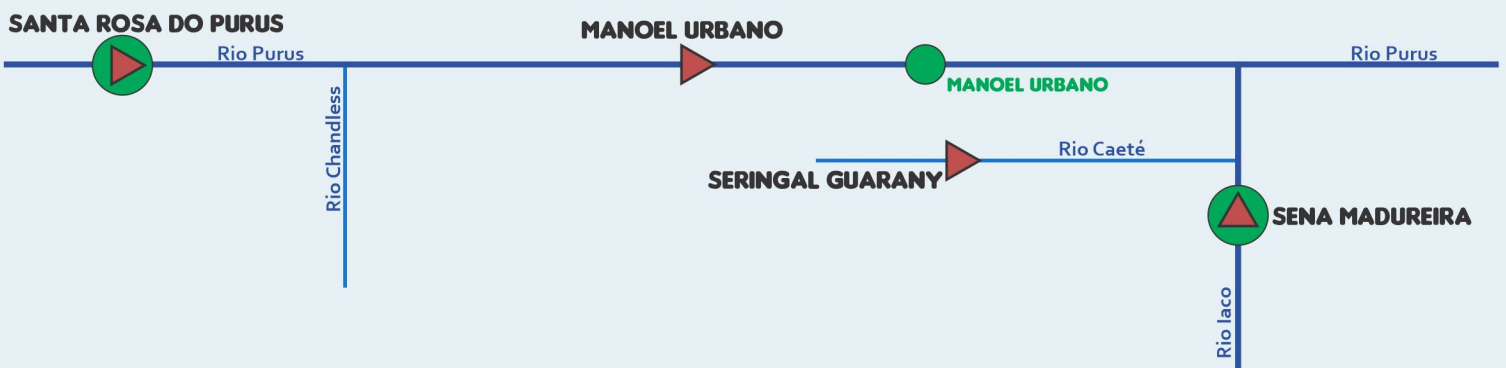 SANTA ROSA DO PURUS
MANOEL URBANO
Rio Purus
Rio Purus
MANOEL URBANO
Rio Chandless
Rio Caeté
SERINGAL GUARANY
SENA MADUREIRA
Rio Iaco